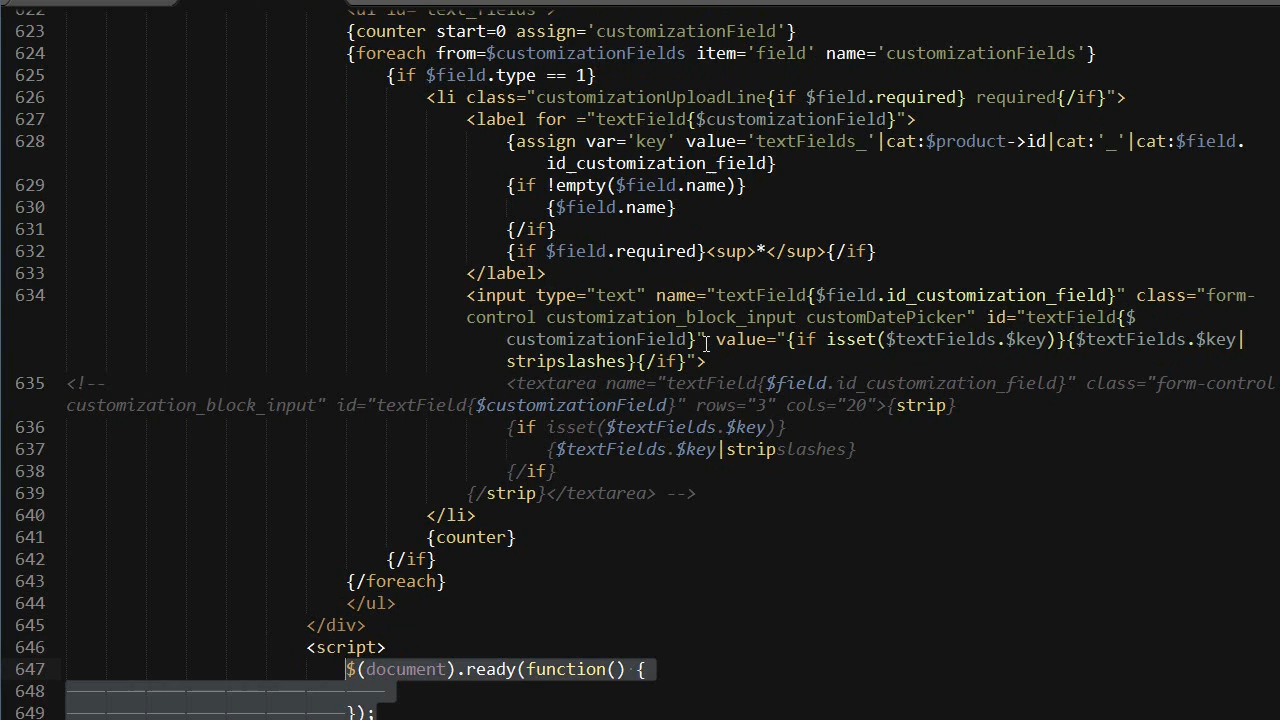 622 <ul id="text_fields">
623 {counter start=0 assign='customizationField'}
624 {foreach from=$customizationFields item='field' name='customizationFields'}
625 {if $field.type == 1}
626 <li class="customizationUploadLine{if $field.required} required{/if}">
627 <label for ="textField{$customizationField}">
628 {assign var='key' value='textFields_'|cat:$product->id|cat:'_'|cat:$field.
id_customization_field}
629 {if !empty($field.name)}
630 {$field.name}
631 {/if}
632 {if $field.required}<sup>*</sup>{/if}
633 </label>
634 <input type="text" name="textField{$field.id_customization_field}" class="form-
control customization_block_input customDatePicker" id="textField{$
customizationField}" value="{if isset($textFields.$key)}{$textFields.$key|
stripslashes}{/if}">
635 <!-- <textarea name="textField{$field.id_customization_field}" class="form-control
customization_block_input" id="textField{$customizationField}" rows="3" cols="20">{strip}
636 {if isset($textFields.$key)}
637 {$textFields.$key|stripslashes}
638 {/if}
639 {/strip}</textarea> -->
640 </li>
641 {counter}
642 {/if}
643 {/foreach}
644 </ul>
645 </div>
646 <script>
647 $(document).ready(function() {
648
649 });